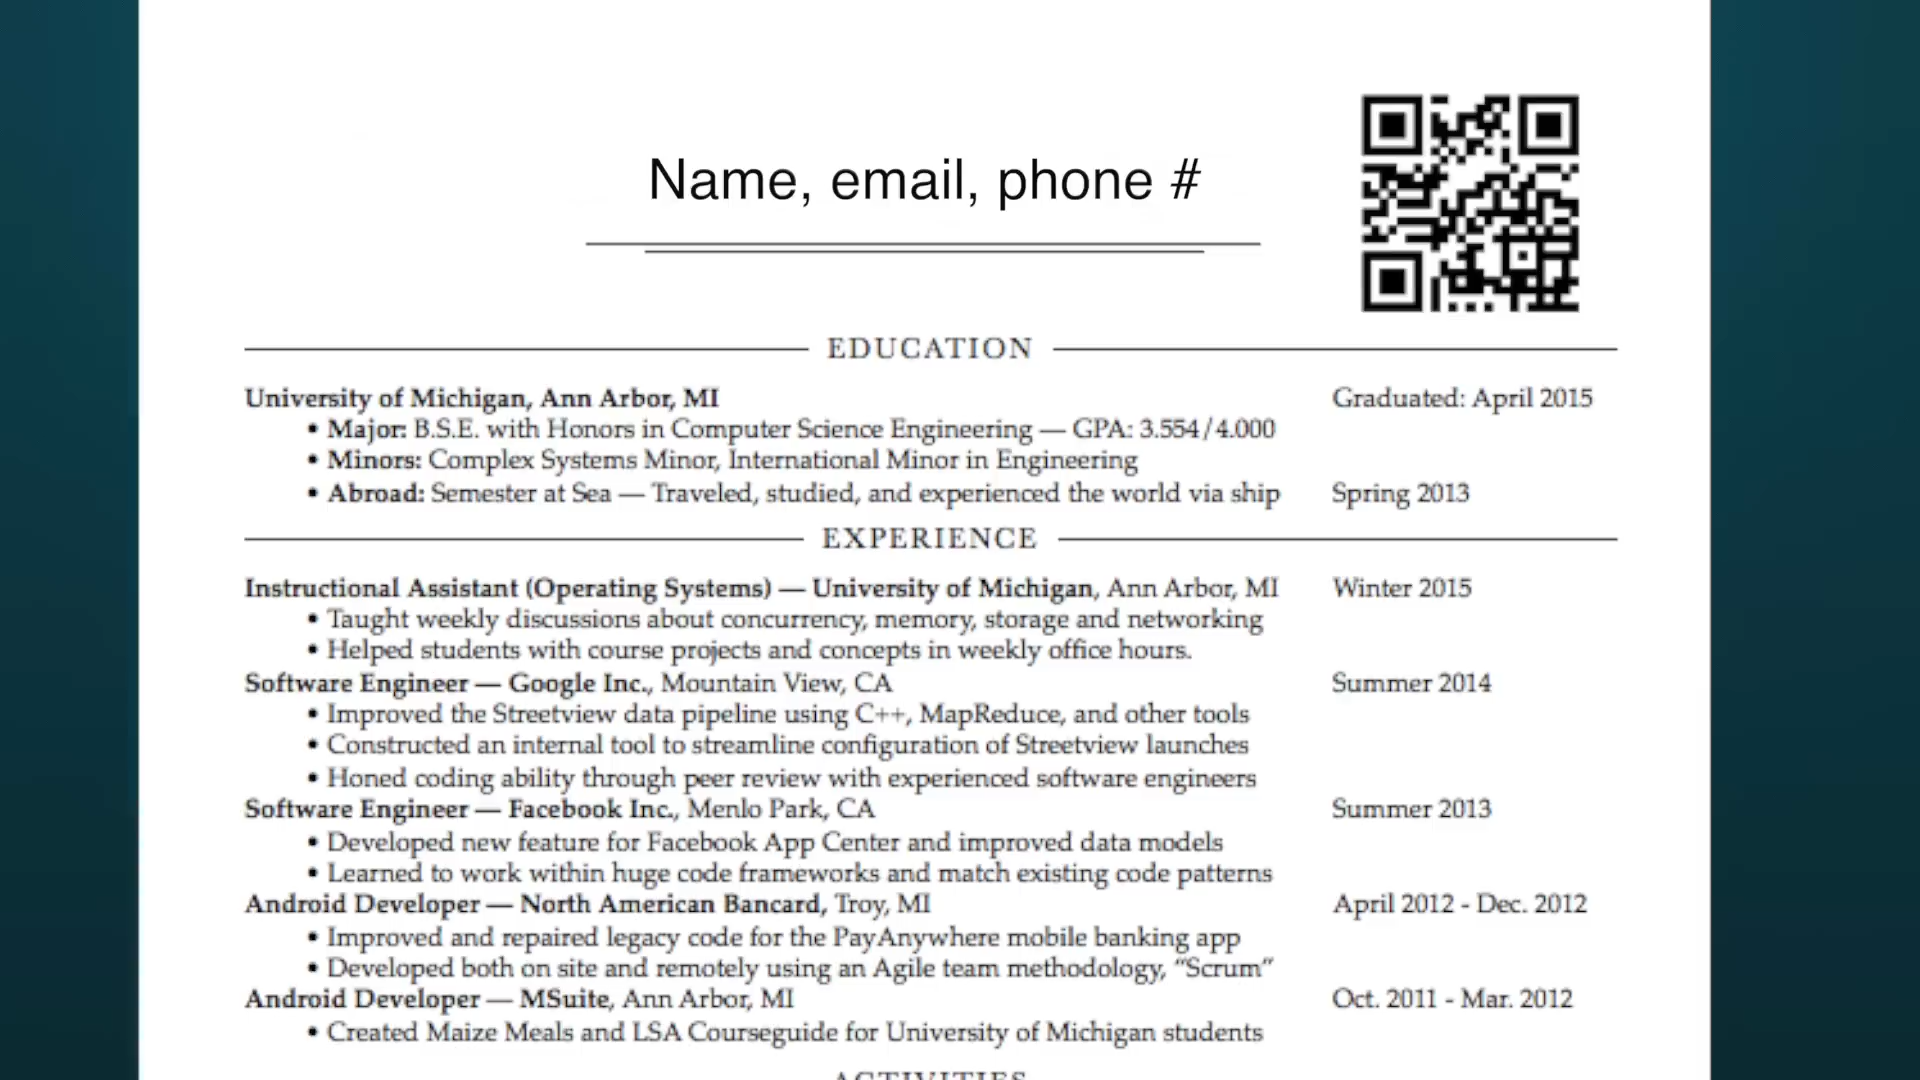 Name, email, phone #
EDUCATION
University of Michigan, Ann Arbor, MI Graduated: April 2015
• Major: B.S.E. with Honors in Computer Science Engineering — GPA: 3.554/4.000
• Minors: Complex Systems Minor, International Minor in Engineering
• Abroad: Semester at Sea — Traveled, studied, and experienced the world via ship Spring 2013
EXPERIENCE
Instructional Assistant (Operating Systems) — University of Michigan, Ann Arbor, MI Winter 2015
• Taught weekly discussions about concurrency, memory, storage and networking
• Helped students with course projects and concepts in weekly office hours.
Software Engineer — Google Inc., Mountain View, CA Summer 2014
• Improved the Streetview data pipeline using C++, MapReduce, and other tools
• Constructed an internal tool to streamline configuration of Streetview launches
• Honed coding ability through peer review with experienced software engineers
Software Engineer — Facebook Inc., Menlo Park, CA Summer 2013
• Developed new feature for Facebook App Center and improved data models
• Learned to work within huge code frameworks and match existing code patterns
Android Developer — North American Bancard, Troy, MI April 2012 - Dec. 2012
• Improved and repaired legacy code for the PayAnywhere mobile banking app
• Developed both on site and remotely using an Agile team methodology, “Scrum”
Android Developer — MSuite, Ann Arbor, MI Oct. 2011 - Mar. 2012
• Created Maize Meals and LSA Courseguide for University of Michigan students
ACTIVITIES